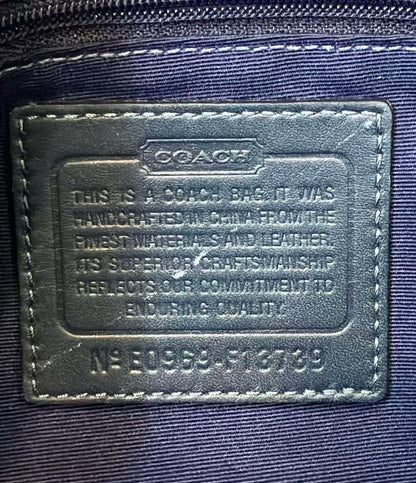 COACH
THIS IS A COACH BAG. IT WAS
HANDCRAFTED IN CHINA FROM THE
FINEST MATERIALS AND LEATHER.
ITS SUPERIOR CRAFTSMANSHIP
REFLECTS OUR COMMITMENT TO
ENDURING QUALITY.
Nº E0969-F13739